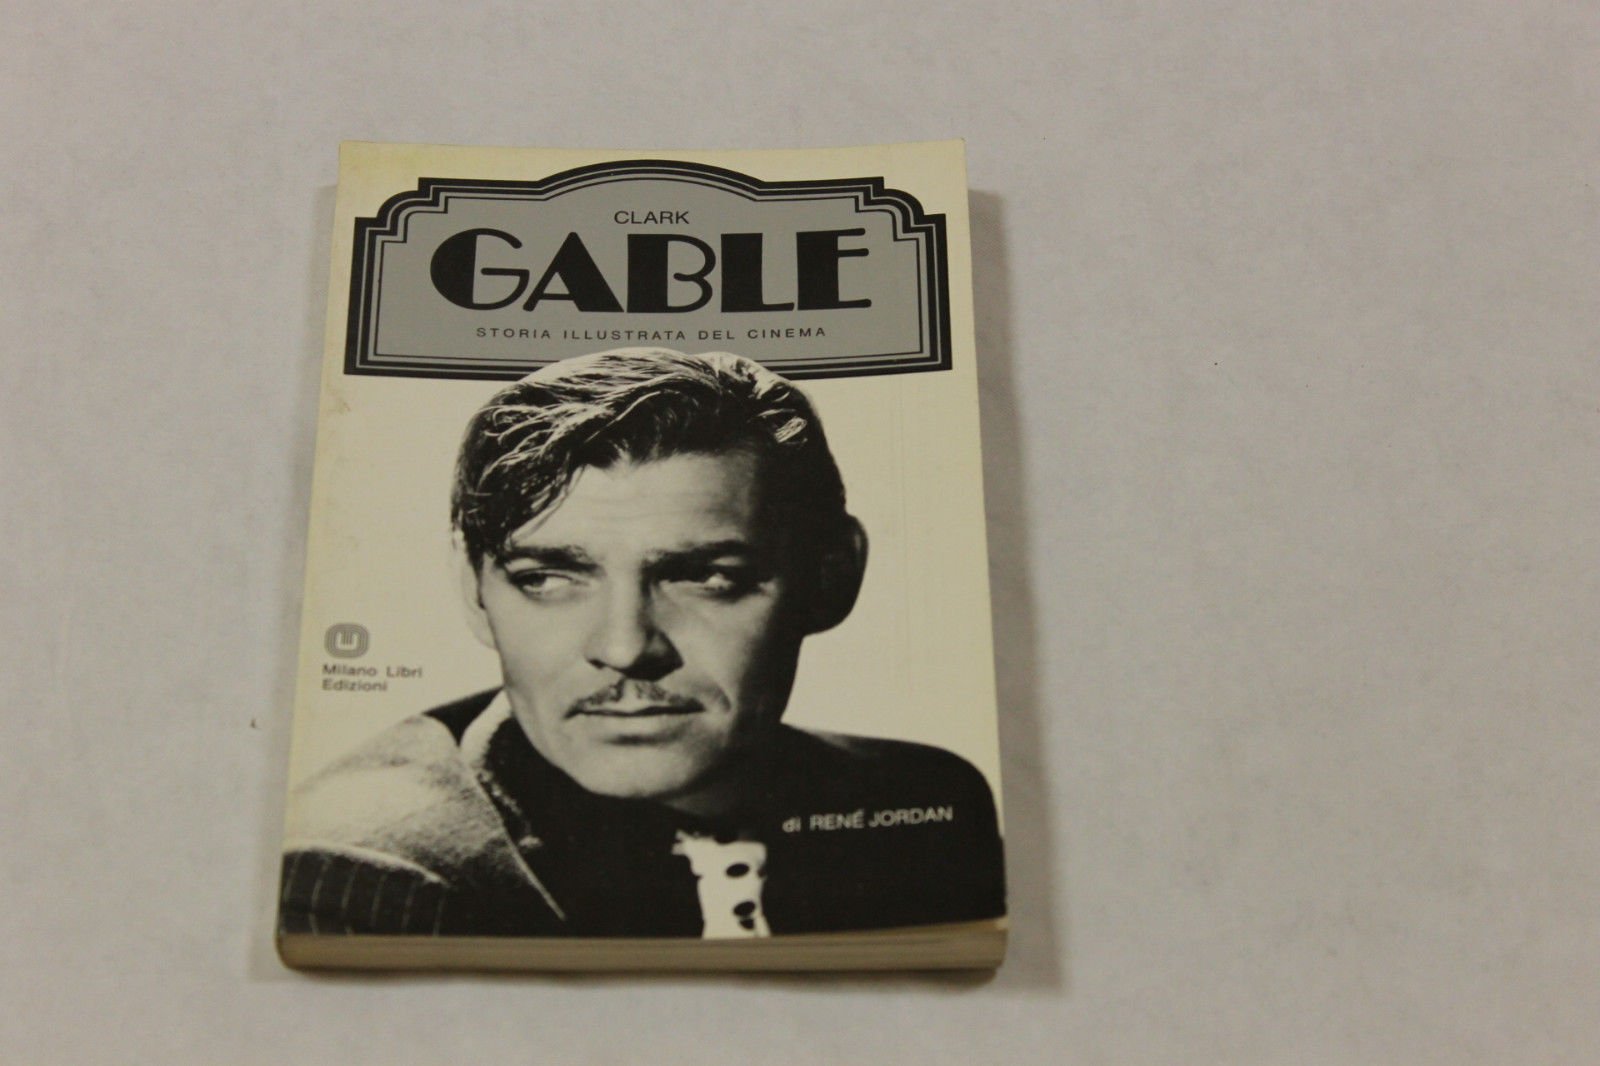 CLARK
GABLE
STORIA ILLUSTRATA DEL CINEMA
Milano Libri
Edizioni
di RENÉ JORDAN